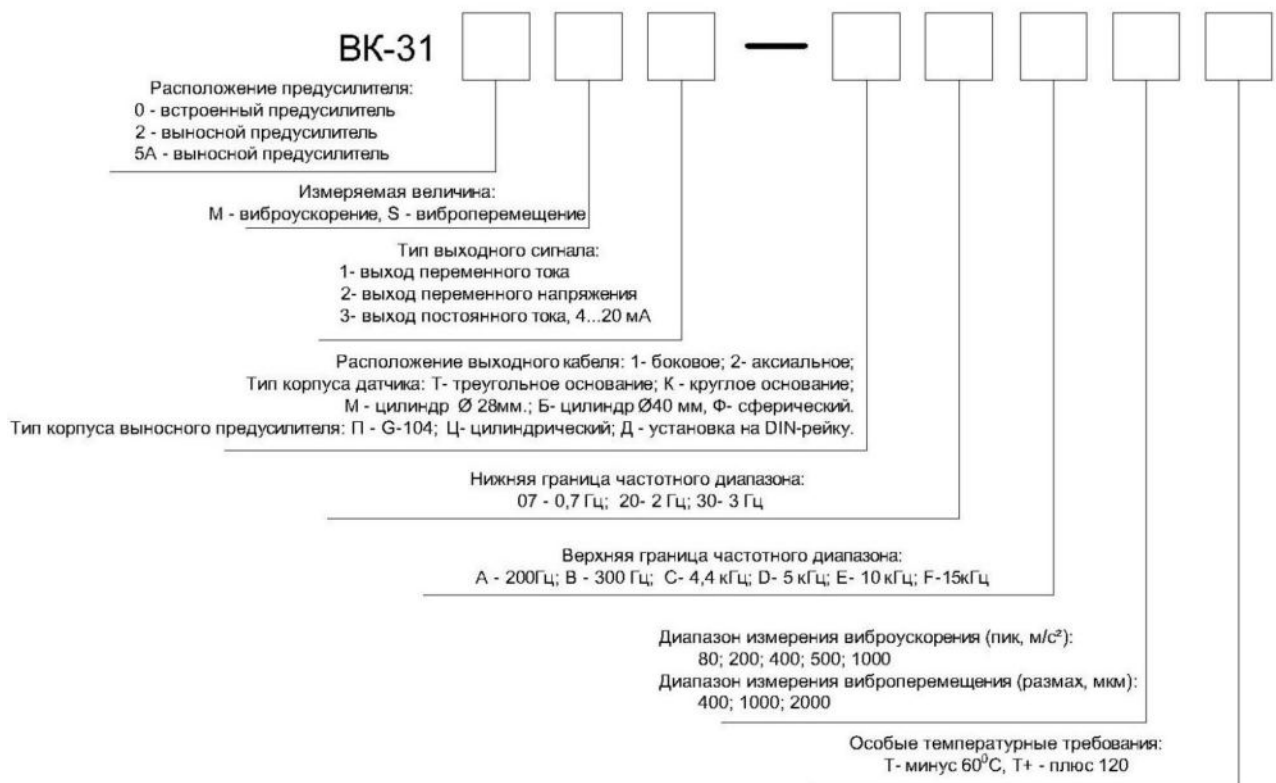 ВК-31 —
Расположение предусилителя:
0 - встроенный предусилитель
2 - выносной предусилитель
5А - выносной предусилитель
Измеряемая величина:
М - виброускорение, S - виброперемещение
Тип выходного сигнала:
1- выход переменного тока
2- выход переменного напряжения
3- выход постоянного тока, 4...20 мА
Расположение выходного кабеля: 1- боковое; 2- аксиальное;
Тип корпуса датчика: Т- треугольное основание; К - круглое основание;
М - цилиндр Ø 28мм.; Б- цилиндр Ø40 мм, Ф- сферический.
Тип корпуса выносного предусилителя: П - G-104; Ц- цилиндрический; Д - установка на DIN-рейку.
Нижняя граница частотного диапазона:
07 - 0,7 Гц; 20- 2 Гц; 30- 3 Гц
Верхняя граница частотного диапазона:
А - 200Гц; В - 300 Гц; С- 4,4 кГц; D- 5 кГц; Е- 10 кГц; F-15кГц
Диапазон измерения виброускорения (пик, м/с²):
80; 200; 400; 500; 1000
Диапазон измерения виброперемещения (размах, мкм):
400; 1000; 2000
Особые температурные требования:
Т- минус 60⁰С, Т+ - плюс 120